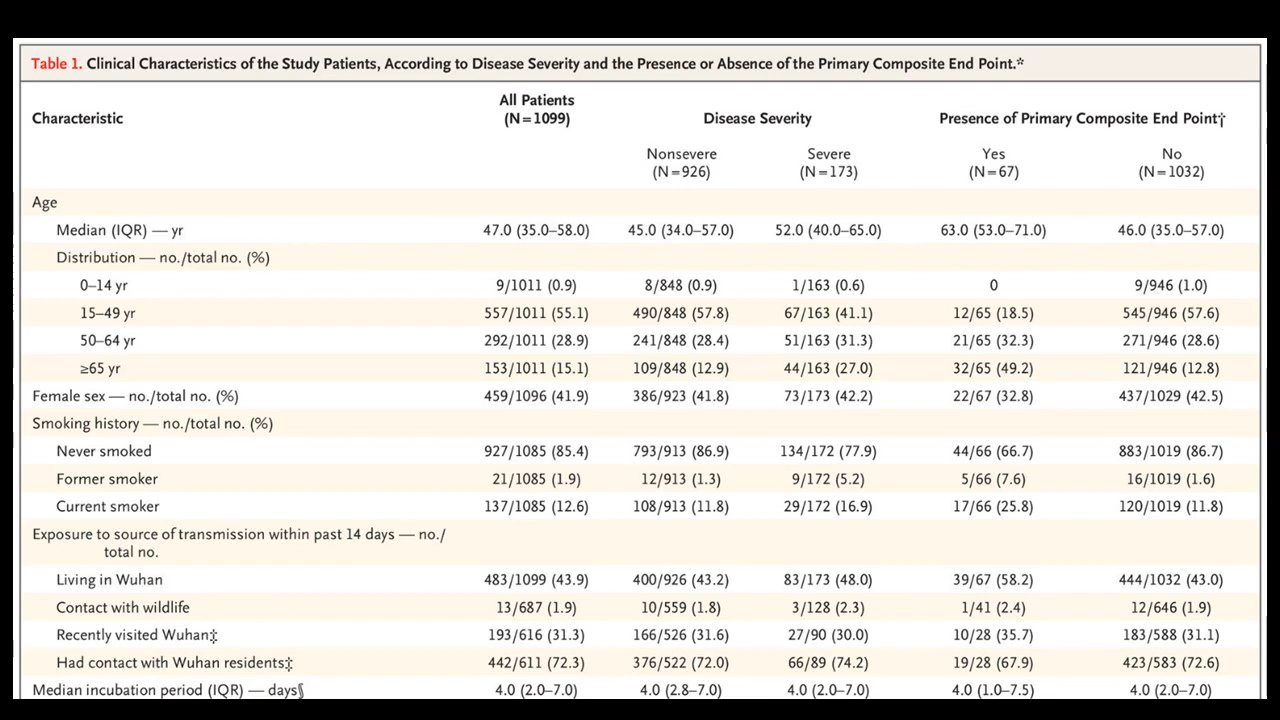 Table 1. Clinical Characteristics of the Study Patients, According to Disease Severity and the Presence or Absence of the Primary Composite End Point.*
Characteristic All Patients (N=1099) Disease Severity Presence of Primary Composite End Point†
Nonsevere (N=926) Severe (N=173) Yes (N=67) No (N=1032)
Age
Median (IQR) — yr 47.0 (35.0–58.0) 45.0 (34.0–57.0) 52.0 (40.0–65.0) 63.0 (53.0–71.0) 46.0 (35.0–57.0)
Distribution — no./total no. (%)
0–14 yr 9/1011 (0.9) 8/848 (0.9) 1/163 (0.6) 0 9/946 (1.0)
15–49 yr 557/1011 (55.1) 490/848 (57.8) 67/163 (41.1) 12/65 (18.5) 545/946 (57.6)
50–64 yr 292/1011 (28.9) 241/848 (28.4) 51/163 (31.3) 21/65 (32.3) 271/946 (28.6)
≥65 yr 153/1011 (15.1) 109/848 (12.9) 44/163 (27.0) 32/65 (49.2) 121/946 (12.8)
Female sex — no./total no. (%) 459/1096 (41.9) 386/923 (41.8) 73/173 (42.2) 22/67 (32.8) 437/1029 (42.5)
Smoking history — no./total no. (%)
Never smoked 927/1085 (85.4) 793/913 (86.9) 134/172 (77.9) 44/66 (66.7) 883/1019 (86.7)
Former smoker 21/1085 (1.9) 12/913 (1.3) 9/172 (5.2) 5/66 (7.6) 16/1019 (1.6)
Current smoker 137/1085 (12.6) 108/913 (11.8) 29/172 (16.9) 17/66 (25.8) 120/1019 (11.8)
Exposure to source of transmission within past 14 days — no./
total no.
Living in Wuhan 483/1099 (43.9) 400/926 (43.2) 83/173 (48.0) 39/67 (58.2) 444/1032 (43.0)
Contact with wildlife 13/687 (1.9) 10/559 (1.8) 3/128 (2.3) 1/41 (2.4) 12/646 (1.9)
Recently visited Wuhan‡ 193/616 (31.3) 166/526 (31.6) 27/90 (30.0) 10/28 (35.7) 183/588 (31.1)
Had contact with Wuhan residents‡ 442/611 (72.3) 376/522 (72.0) 66/89 (74.2) 19/28 (67.9) 423/583 (72.6)
Median incubation period (IQR) — days§ 4.0 (2.0–7.0) 4.0 (2.8–7.0) 4.0 (2.0–7.0) 4.0 (1.0–7.5) 4.0 (2.0–7.0)